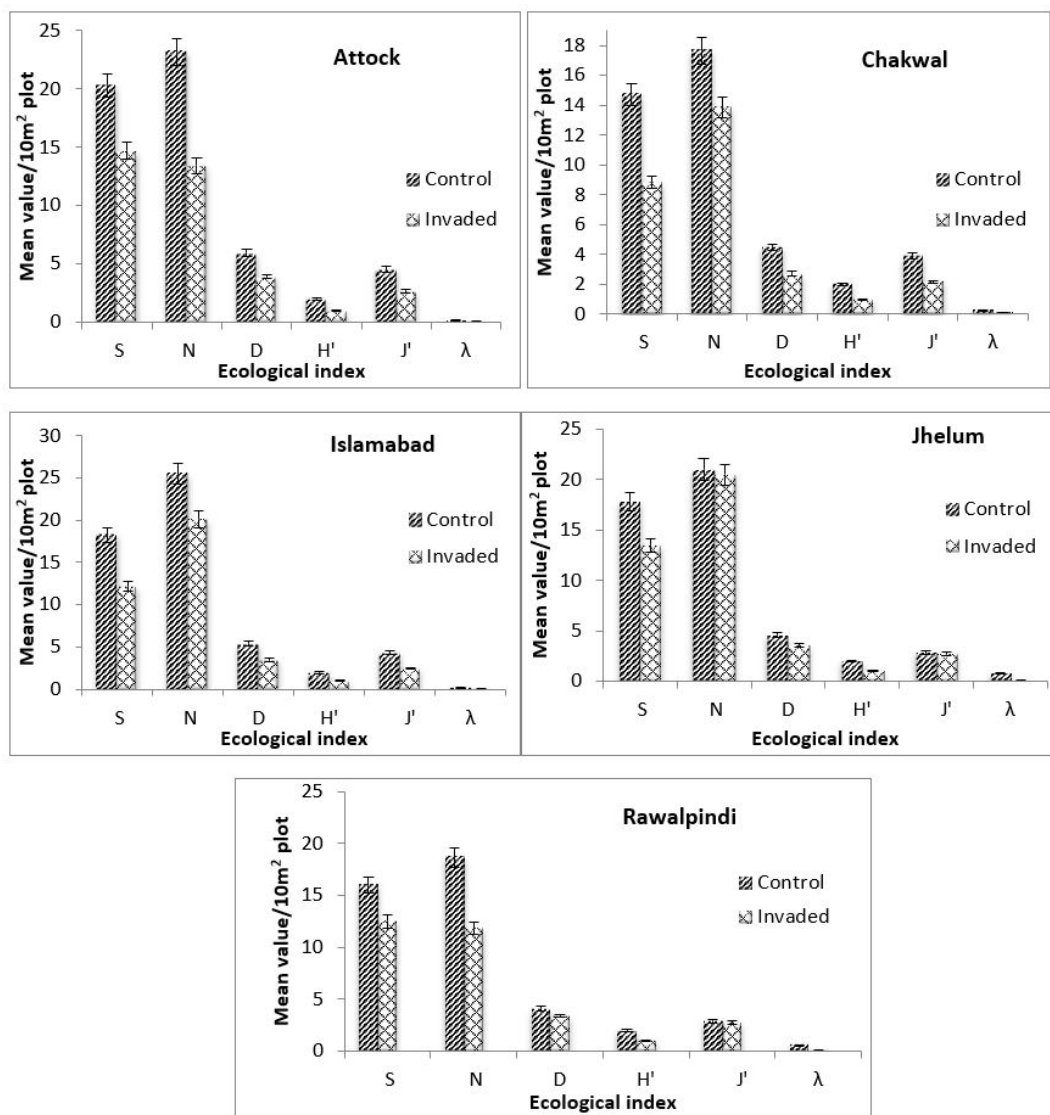 Attock
Mean value/10m² plot
25
20
15
10
5
0
Control
Invaded
S N D H' J' λ
Ecological index
Chakwal
Mean value/10m² plot
18
16
14
12
10
8
6
4
2
0
Control
Invaded
S N D H' J' λ
Ecological index
Islamabad
Mean value/10m² plot
30
25
20
15
10
5
0
Control
Invaded
S N D H' J' λ
Ecological index
Jhelum
Mean value/10m² plot
25
20
15
10
5
0
Control
Invaded
S N D H' J' λ
Ecological index
Rawalpindi
Mean value/10m² plot
25
20
15
10
5
0
Control
Invaded
S N D H' J' λ
Ecological index